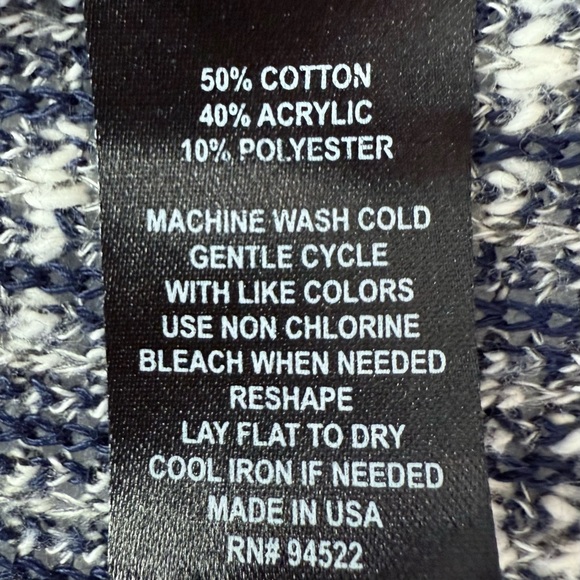 50% COTTON
40% ACRYLIC
10% POLYESTER
MACHINE WASH COLD
GENTLE CYCLE
WITH LIKE COLORS
USE NON CHLORINE
BLEACH WHEN NEEDED
RESHAPE
LAY FLAT TO DRY
COOL IRON IF NEEDED
MADE IN USA
RN# 94522